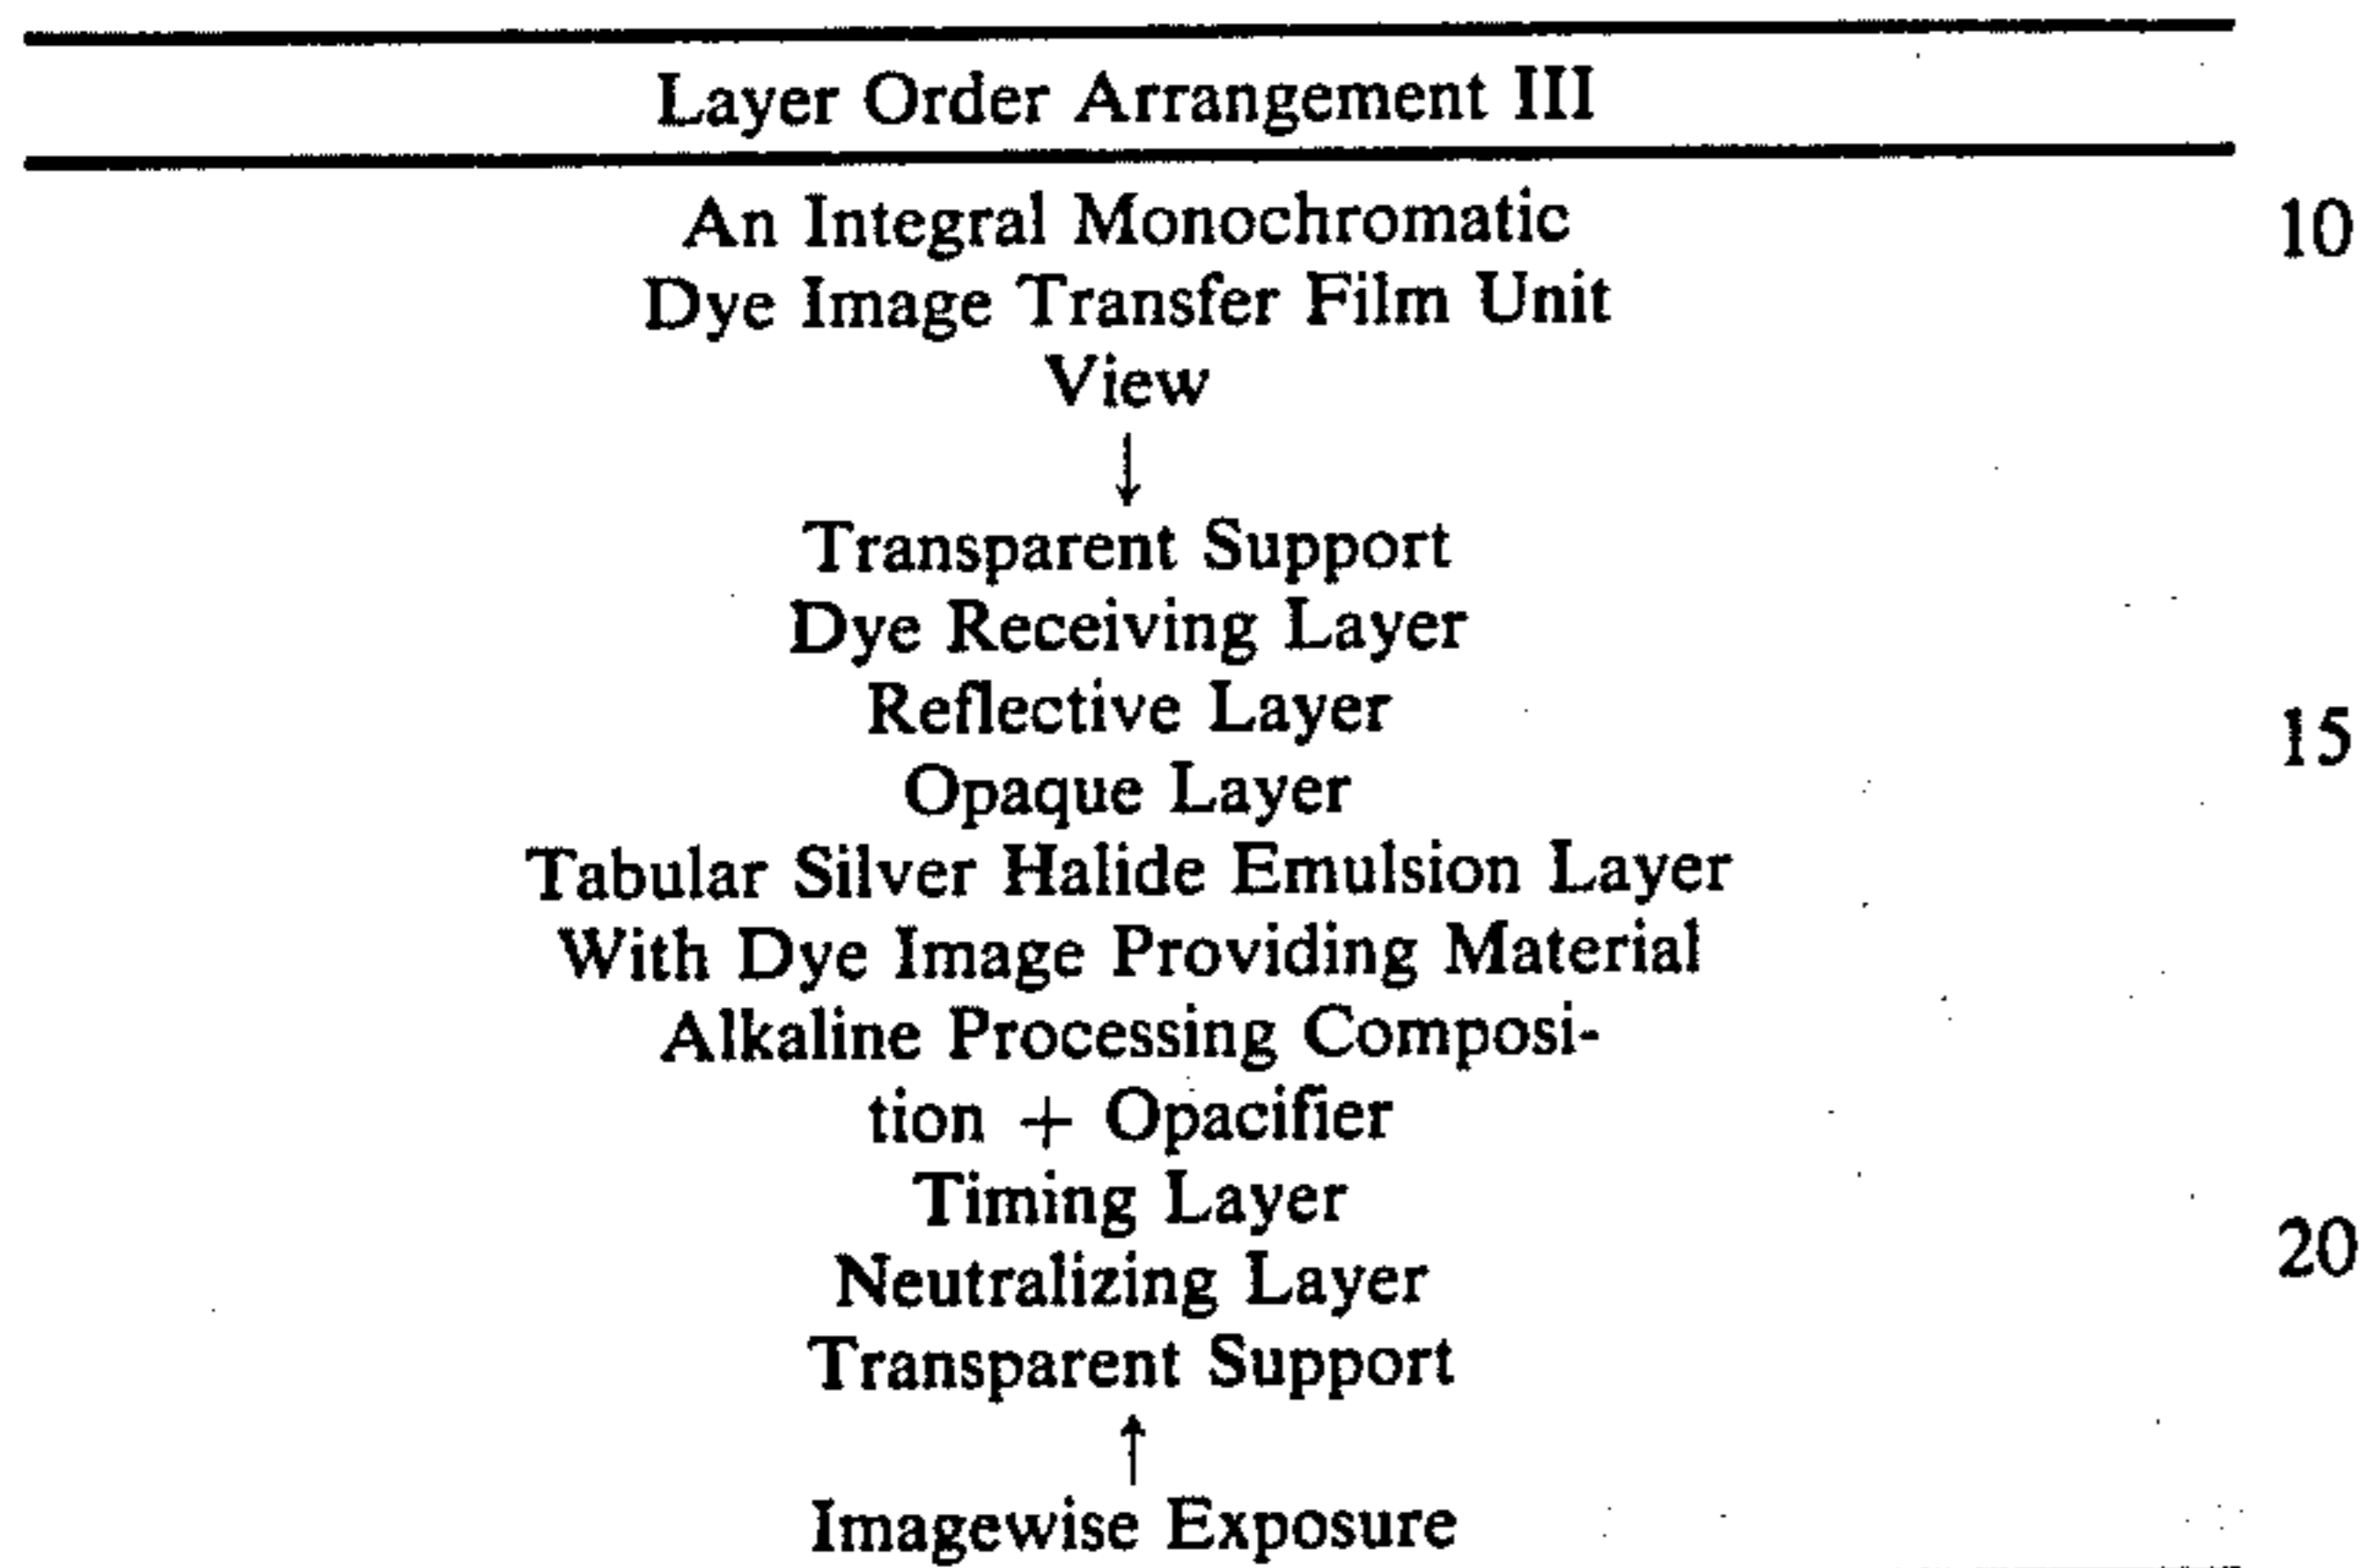 Layer Order Arrangement III
An Integral Monochromatic 10
Dye Image Transfer Film Unit
View
↓
Transparent Support
Dye Receiving Layer
Reflective Layer 15
Opaque Layer
Tabular Silver Halide Emulsion Layer
With Dye Image Providing Material
Alkaline Processing Composi-
tion + Opacifier
Timing Layer
Neutralizing Layer 20
Transparent Support
↑
Imagewise Exposure